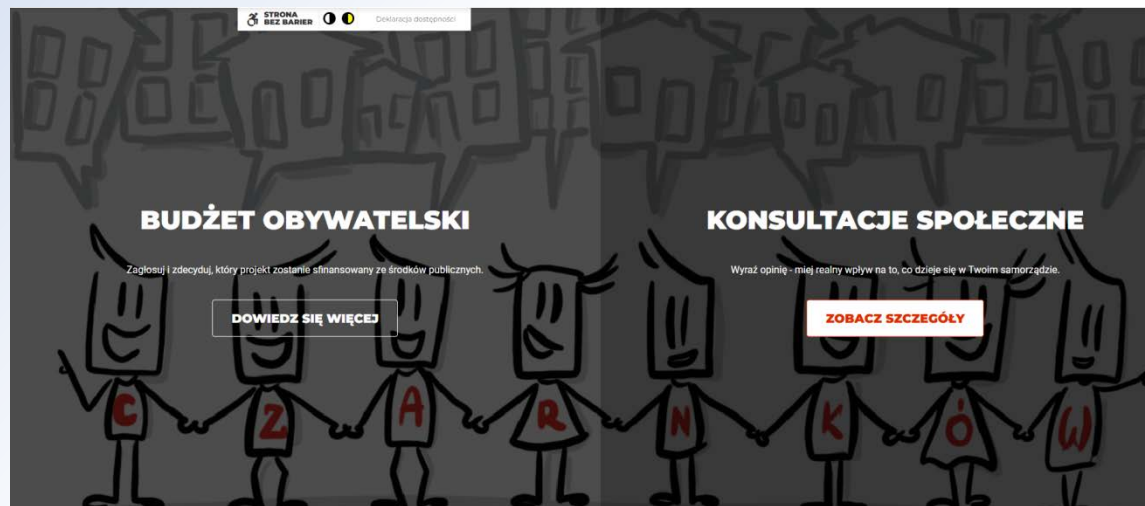 STRONA
BEZ BARIER
Deklaracja dostępności
BUDŻET OBYWATELSKI
Zagłosuj i zdecyduj, który projekt zostanie sfinansowany ze środków publicznych.
DOWIEDZ SIĘ WIĘCEJ
KONSULTACJE SPOŁECZNE
Wyraź opinię - miej realny wpływ na to, co dzieje się w Twoim samorządzie.
ZOBACZ SZCZEGÓŁY
C Z A R N K Ó W